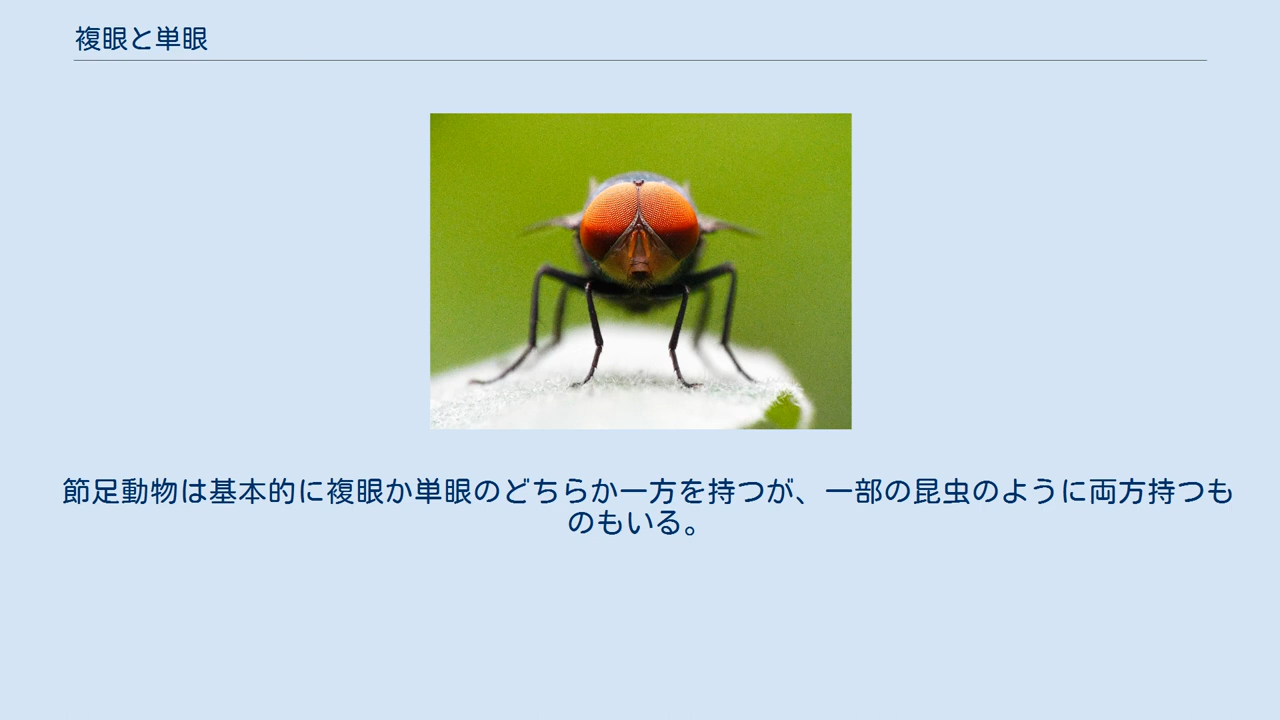 複眼と単眼
節足動物は基本的に複眼か単眼のどちらか一方を持つが、一部の昆虫のように両方持つも
のもいる。